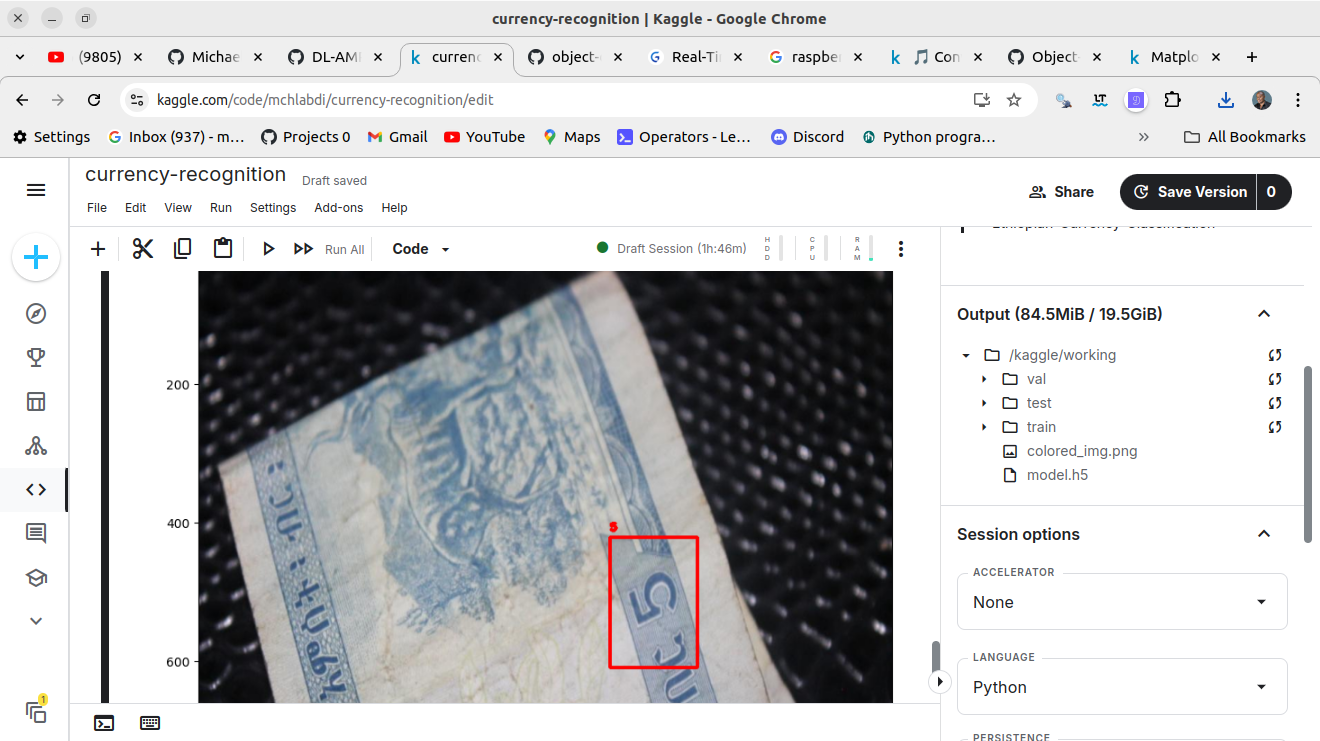 currency-recognition | Kaggle - Google Chrome
(9805)
Michae
DL-AMI
currenc
object-
Real-Ti
raspber
Con
Object-
Matplo
kaggle.com/code/mchlabdi/currency-recognition/edit
Settings
Inbox (937) - m…
Projects 0
Gmail
YouTube
Maps
Operators - Le…
Discord
Python progra…
All Bookmarks
currency-recognition
Draft saved
File
Edit
View
Run
Settings
Add-ons
Help
Share
Save Version
0
Run All
Code
Draft Session (1h:46m)
HDD
CPU
RAM
200
400
600
5
5
Output (84.5MiB / 19.5GiB)
/kaggle/working
val
test
train
colored_img.png
model.h5
Session options
ACCELERATOR
None
LANGUAGE
Python
PERSISTENCE
1